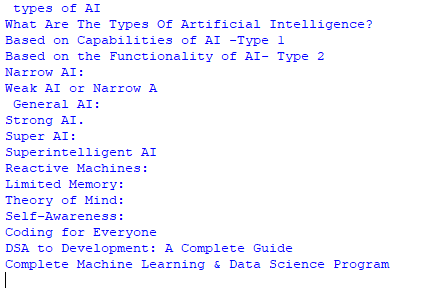 types of AI
What Are The Types Of Artificial Intelligence?
Based on Capabilities of AI -Type 1
Based on the Functionality of AI- Type 2
Narrow AI:
Weak AI or Narrow A
General AI:
Strong AI.
Super AI:
Superintelligent AI
Reactive Machines:
Limited Memory:
Theory of Mind:
Self-Awareness:
Coding for Everyone
DSA to Development: A Complete Guide
Complete Machine Learning & Data Science Program